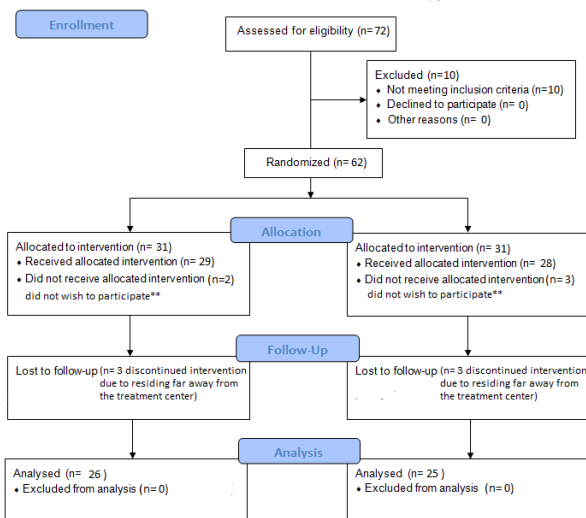 Enrollment
Assessed for eligibility (n=72)
Excluded (n=10)
♦ Not meeting inclusion criteria (n=10)
♦ Declined to participate (n= 0)
♦ Other reasons (n= 0)
Randomized (n= 62)
Allocation
Allocated to intervention (n= 31)
♦ Received allocated intervention (n= 29)
♦ Did not receive allocated intervention (n=2)
did not wish to participate**
Allocated to intervention (n= 31)
♦ Received allocated intervention (n= 28)
♦ Did not receive allocated intervention (n= 3)
did not wish to participate**
Follow-Up
Lost to follow-up (n= 3 discontinued intervention
due to residing far away from
the treatment center)
Lost to follow-up (n= 3 discontinued intervention
due to residing far away from
the treatment center)
Analysis
Analysed (n= 26 )
♦ Excluded from analysis (n= 0)
Analysed (n= 25 )
♦ Excluded from analysis (n= 0)